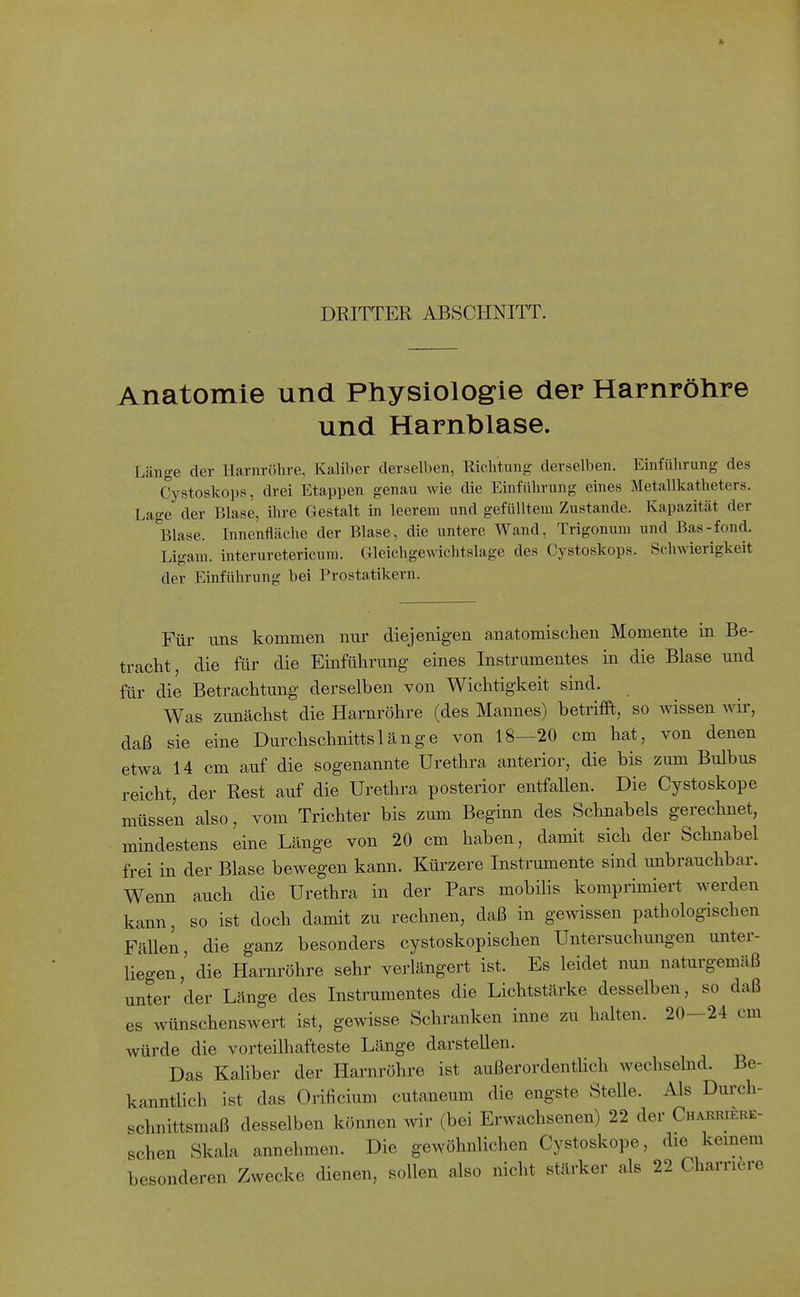 DRITTER ABSCHNITT.
Anatomie und Physiologie der Harnröhre
und Harnblase.
Länge der Harnröhre, Kaliber derselben, Richtung derselben. Einführung des
Cystoskops, drei Etappen genau wie die Einführung eines Metallkatheters.
Lage der Blase, ihre Gestalt in leerem und gefülltem Zustande. Kapazität der
Blase. Innenfläche der Blase, die untere Wand, Trigonum und Bas-fond.
Ligam. interuretericum. Gleichgewichtslage des Cystoskops. Schwierigkeit
der Einführung bei Prostatikern.
Für uns kommen nur diejenigen anatomischen Momente in Be-
tracht, die für die Einführung eines Instrumentes in die Blase und
für die Betrachtung derselben von Wichtigkeit sind.
Was zunächst die Harnröhre (des Mannes) betrifft, so wissen wir,
daß sie eine Durchschnittslänge von 18—20 cm hat, von denen
etwa 14 cm auf die sogenannte Urethra anterior, die bis zum Bulbus
reicht, der Rest auf die Urethra posterior entfallen. Die Cystoskope
müssen also, vom Trichter bis zum Beginn des Schnabels gerechnet,
mindestens eine Länge von 20 cm haben, damit sich der Schnabel
frei in der Blase bewegen kann. Kürzere Instrumente sind unbrauchbar.
Wenn auch die Urethra in der Pars mobilis komprimiert werden
kann, so ist doch damit zu rechnen, daß in gewissen pathologischen
Fällen, die ganz besonders cystoskopischen Untersuchungen unter-
liegen, die Harnröhre sehr verlängert ist. Es leidet nun naturgemäß
unter der Länge des Instrumentes die Lichtstärke desselben, so daß
es wünschenswert ist, gewisse Schranken inne zu halten. 20—24 cm
würde die vorteilhafteste Länge darstellen.
Das Kaliber der Harnröhre ist außerordentlich wechselnd. Be-
kanntlich ist das Orificium cutaneum die engste Stelle. Als Durch-
schnittsmaß desselben können wir (bei Erwachsenen) 22 der Charrière-
schen Skala annehmen. Die gewöhnlichen Cystoskope, die keinem
besonderen Zwecke dienen, sollen also nicht stärker als 22 Charrière